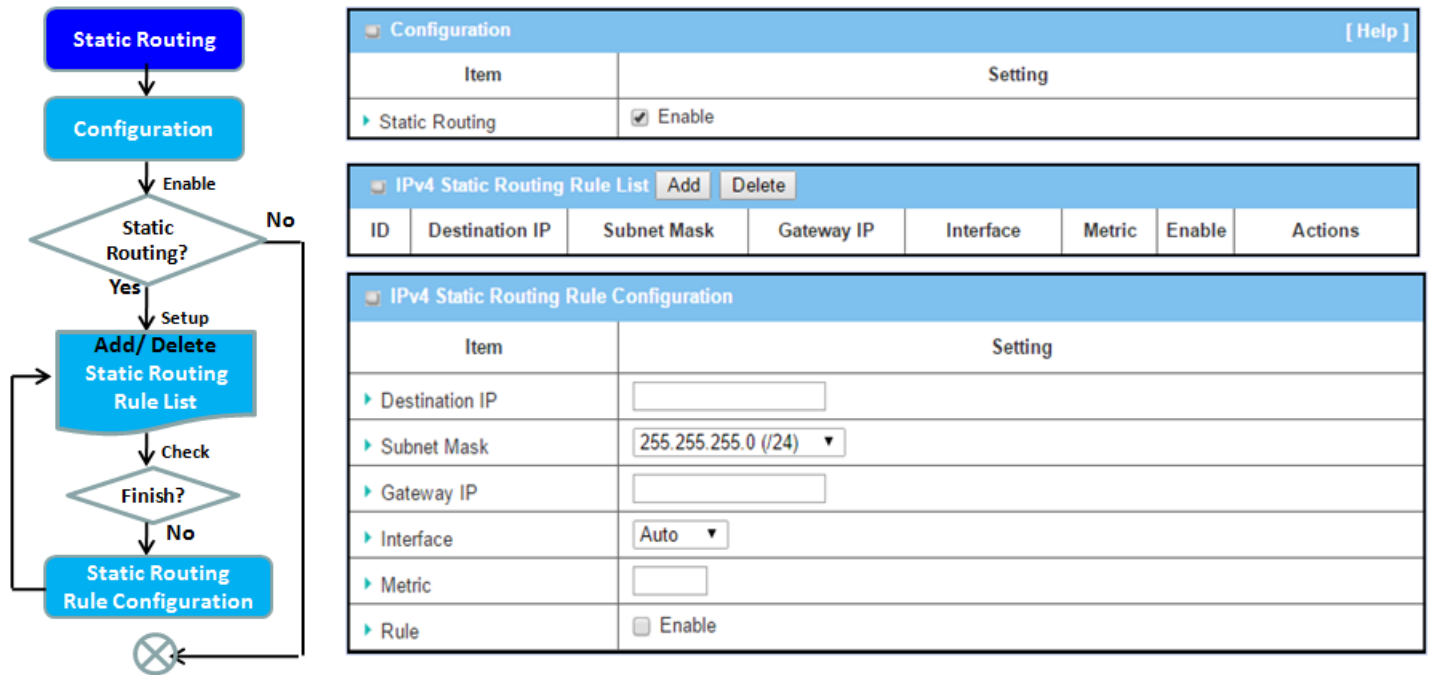 Static Routing
Configuration
Enable
Static
Routing?
No
Yes
Setup
Add/ Delete
Static Routing
Rule List
Check
Finish?
No
Static Routing
Rule Configuration
Configuration [ Help ]
Item Setting
Static Routing Enable
IPv4 Static Routing Rule List Add Delete
ID Destination IP Subnet Mask Gateway IP Interface Metric Enable Actions
IPv4 Static Routing Rule Configuration
Item Setting
Destination IP
Subnet Mask 255.255.255.0 (/24)
Gateway IP
Interface Auto
Metric
Rule Enable